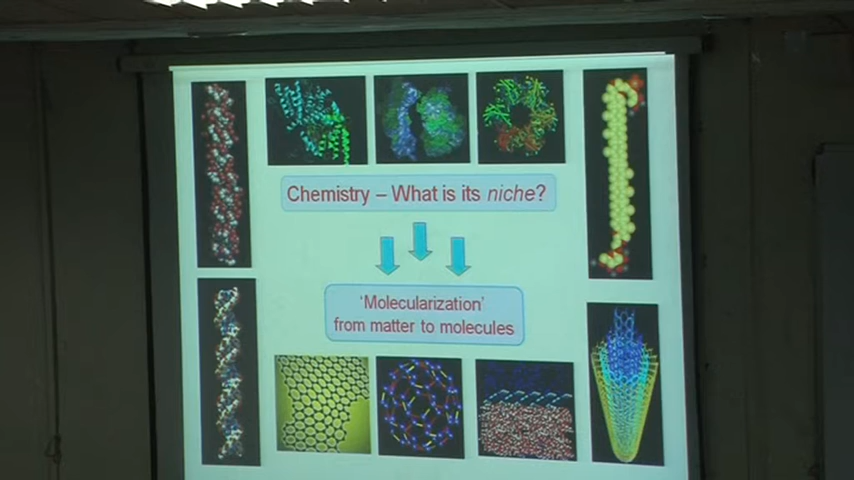 Chemistry – What is its niche?
‘Molecularization’
from matter to molecules